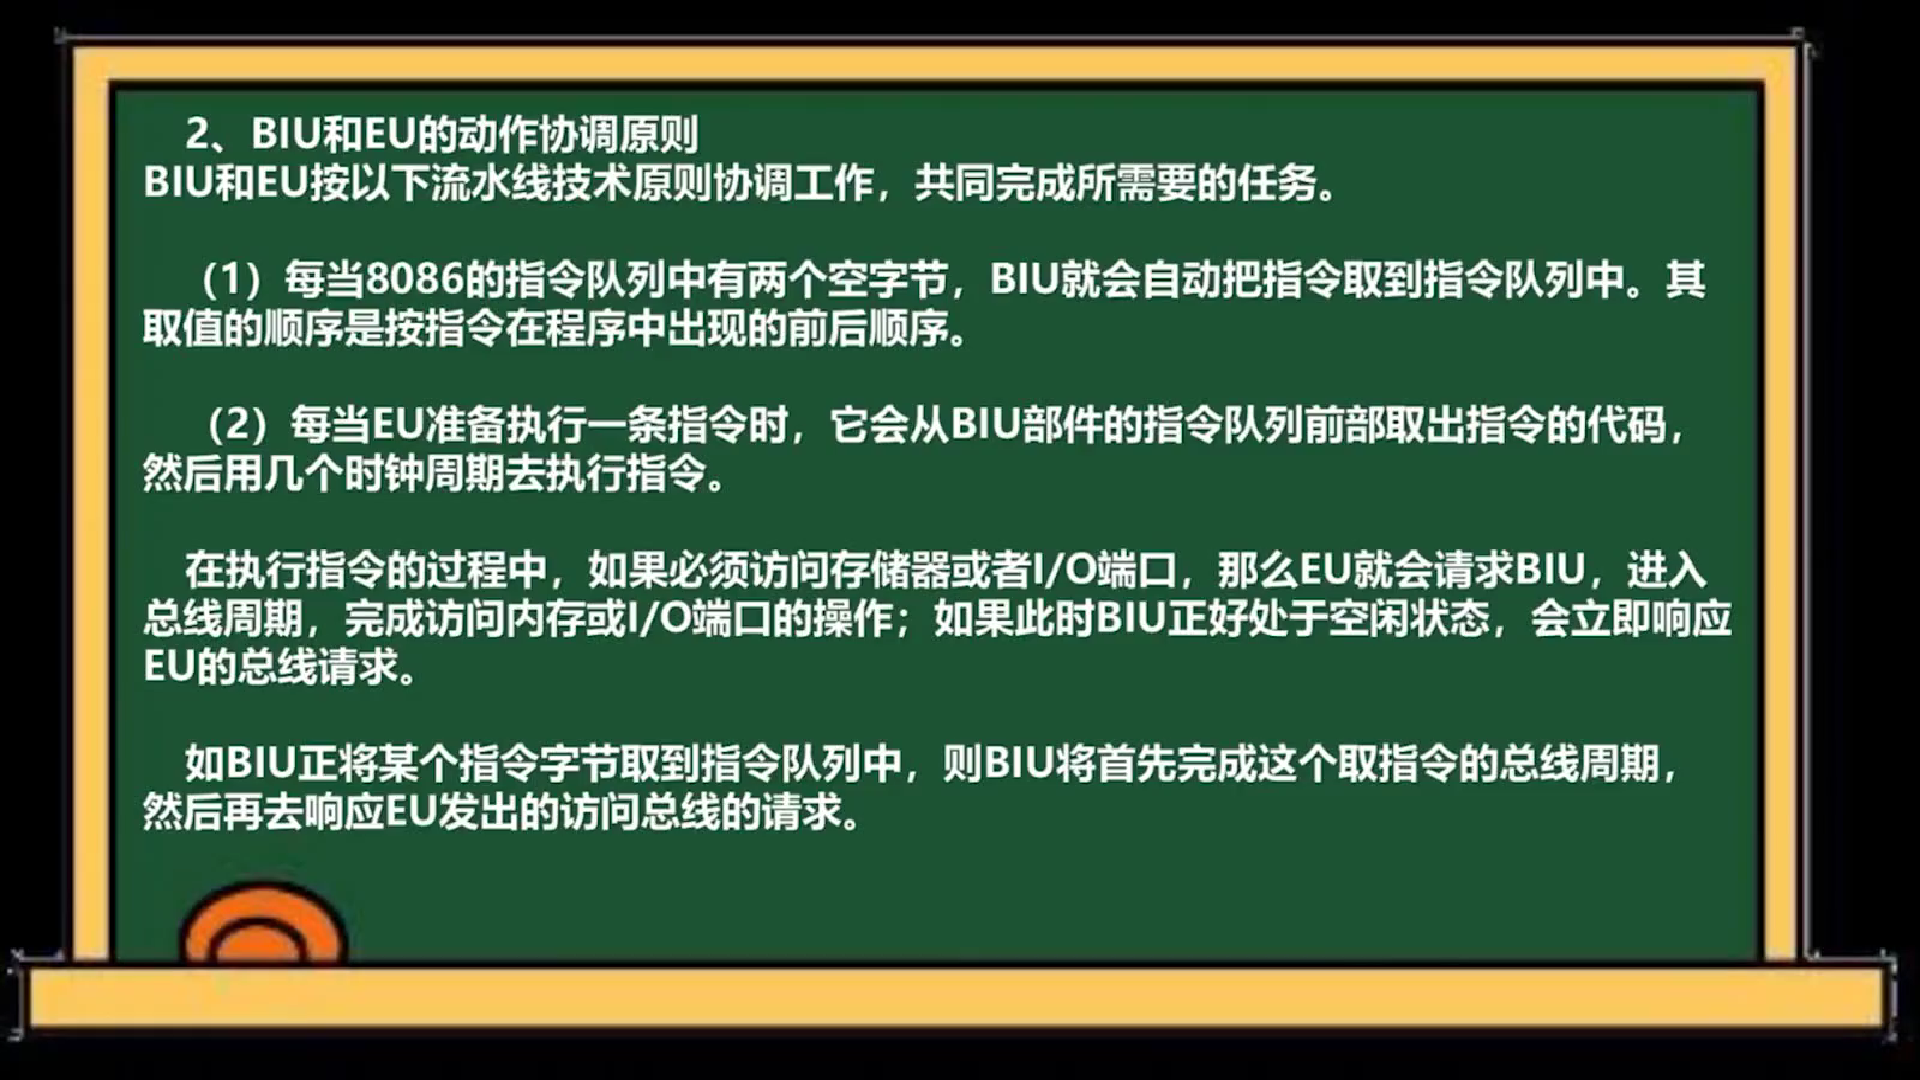 2、BIU和EU的动作协调原则
BIU和EU按以下流水线技术原则协调工作，共同完成所需要的任务。
（1）每当8086的指令队列中有两个空字节，BIU就会自动把指令取到指令队列中。其
取值的顺序是按指令在程序中出现的前后顺序。
（2）每当EU准备执行一条指令时，它会从BIU部件的指令队列前部取出指令的代码，
然后用几个时钟周期去执行指令。
在执行指令的过程中，如果必须访问存储器或者I/O端口，那么EU就会请求BIU，进入
总线周期，完成访问内存或I/O端口的操作；如果此时BIU正好处于空闲状态，会立即响应
EU的总线请求。
如BIU正将某个指令字节取到指令队列中，则BIU将首先完成这个取指令的总线周期，
然后再去响应EU发出的访问总线的请求。